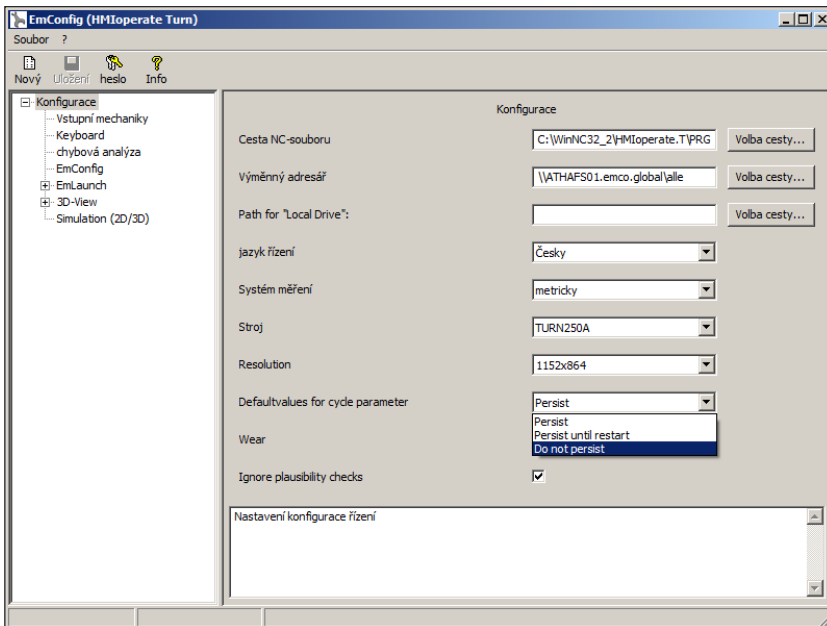 EmConfig (HMIoperate Turn)
Soubor ?
Nový Uložení heslo Info
Konfigurace
Vstupní mechaniky
Keyboard
chybová analýza
EmConfig
EmLaunch
3D-View
Simulation (2D/3D)
Konfigurace
Cesta NC-souboru C:\WinNC32_2\HMIoperate.T\PRG Volba cesty...
Výměnný adresář \\ATHAFS01.emco.global\alle Volba cesty...
Path for "Local Drive": Volba cesty...
jazyk řízení Česky
Systém měření metricky
Stroj TURN250A
Resolution 1152x864
Defaultvalues for cycle parameter Persist
Persist
Persist until restart
Wear Do not persist
Ignore plausibility checks
Nastavení konfigurace řízení